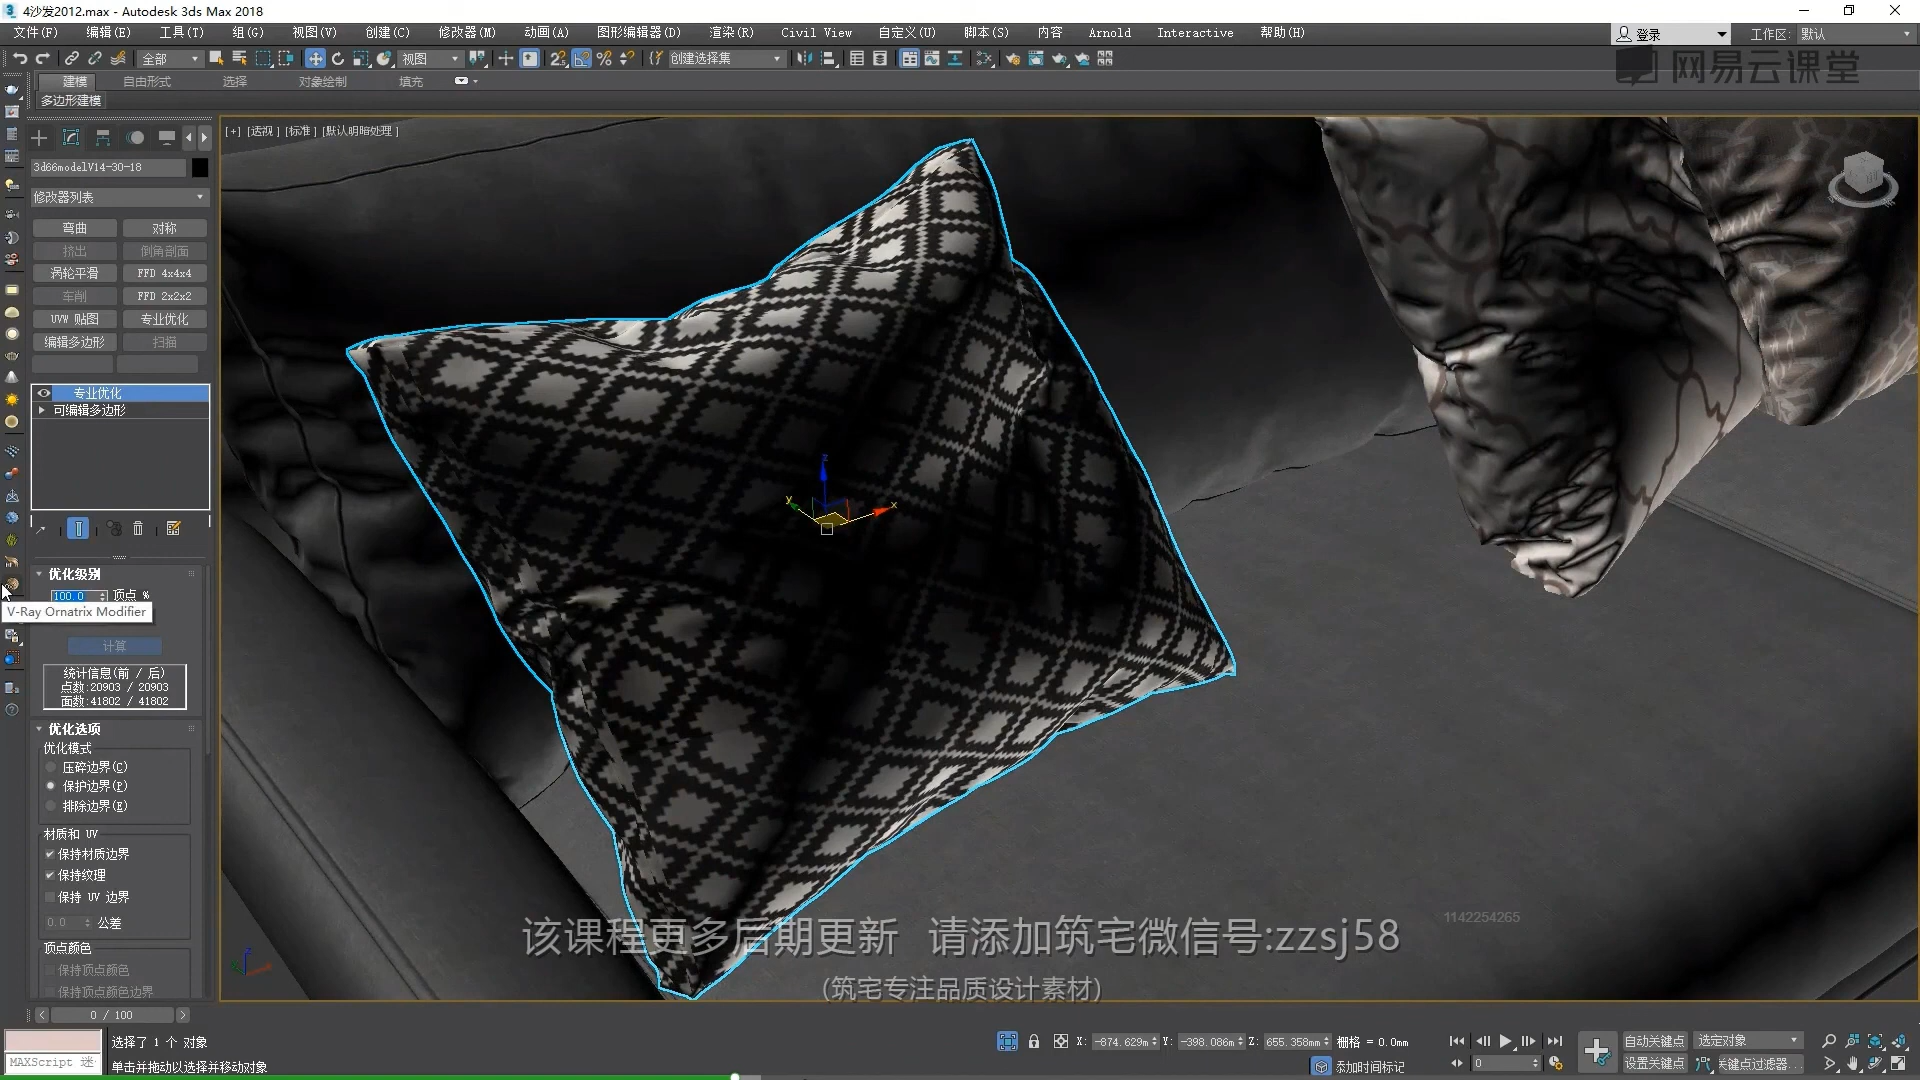 4沙发2012.max - Autodesk 3ds Max 2018
文件(F) 编辑(E) 工具(T) 组(G) 视图(V) 创建(C) 修改器(M) 动画(A) 图形编辑器(D) 渲染(R) Civil View 自定义(U) 脚本(S) 内容 Arnold Interactive 帮助(H) 登录 工作区: 默认
全部 视图 创建选择集
网易云课堂
建模 自由形式 选择 对象绘制 填充
多边形建模
[+] [透视] [标准] [默认明暗处理]
3d66modelV14-30-18
修改器列表
弯曲 对称
挤出 倒角剖面
涡轮平滑 FFD 4x4x4
车削 FFD 2x2x2
UVW 贴图 专业优化
编辑多边形 扫描
专业优化
可编辑多边形
优化级别
100.0 顶点 %
V-Ray Ornatrix Modifier
计算
统计信息(前 / 后)
点数:20903 / 20903
面数:41802 / 41802
优化选项
优化模式
压碎边界(C)
保护边界(P)
排除边界(E)
材质和 UV
保持材质边界
保持纹理
保持 UV 边界
0.0 公差
顶点颜色
保持顶点颜色
保持顶点颜色边界
z
y
x
1142254265
该课程更多后期更新 请添加筑宅微信号:zzsj58
(筑宅专注品质设计素材)
0 / 100
选择了 1 个 对象
X: -874.629m Y: -398.086m Z: 655.358mm 栅格 = 0.0mm
自动关键点 选定对象
MAXScript 迷
单击并拖动以选择并移动对象
添加时间标记
0
设置关键点 关键点过滤器...